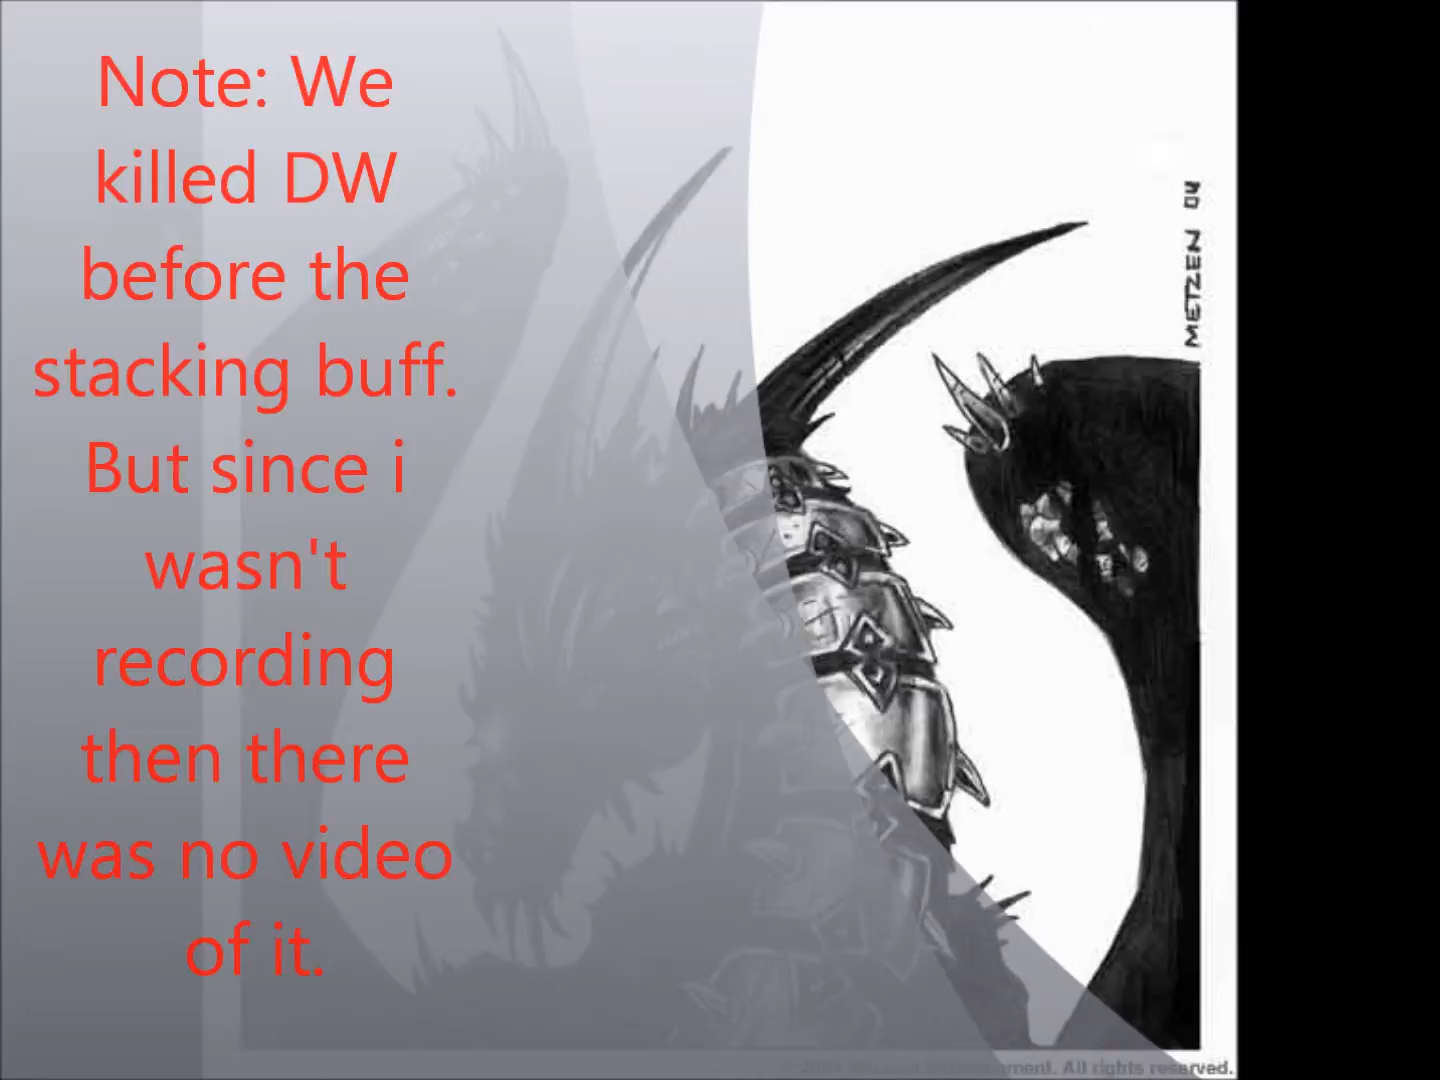 Note: We
killed DW
before the
stacking buff.
But since i
wasn't
recording
then there
was no video
of it.
METZEN 04
All rights reserved.